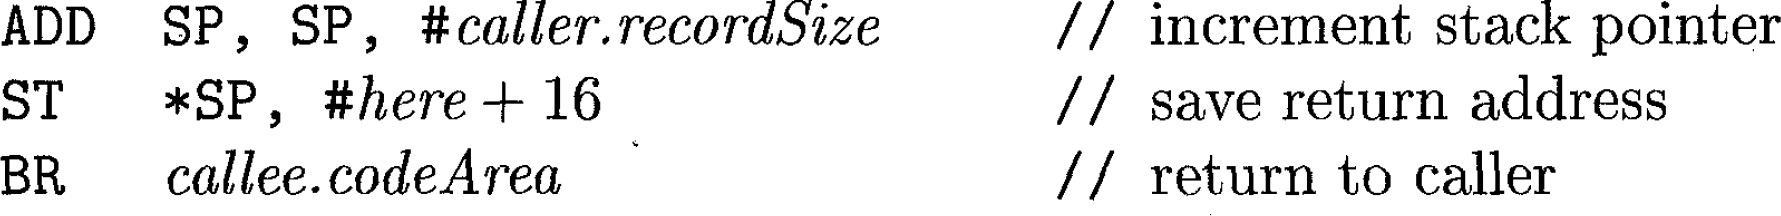 ADD SP, SP, #caller.recordSize // increment stack pointer
ST *SP, #here + 16 // save return address
BR callee.codeArea // return to caller